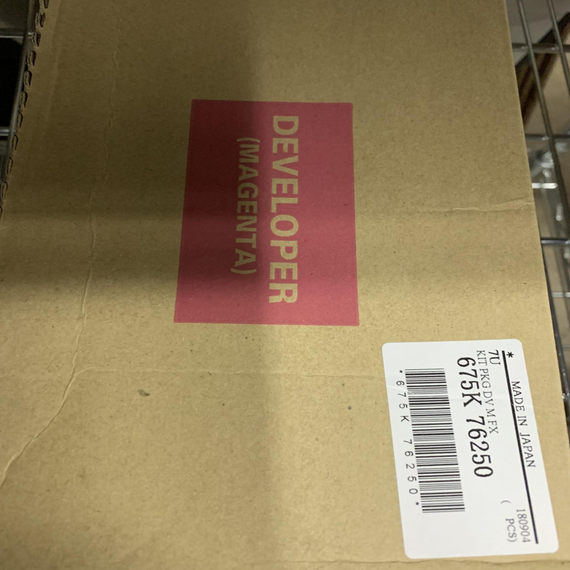 DEVELOPER
(MAGENTA)
* MADE IN JAPAN 180904
7U ( PCS)
KIT PKG DV M FX
675K 76250
*675K 76250*